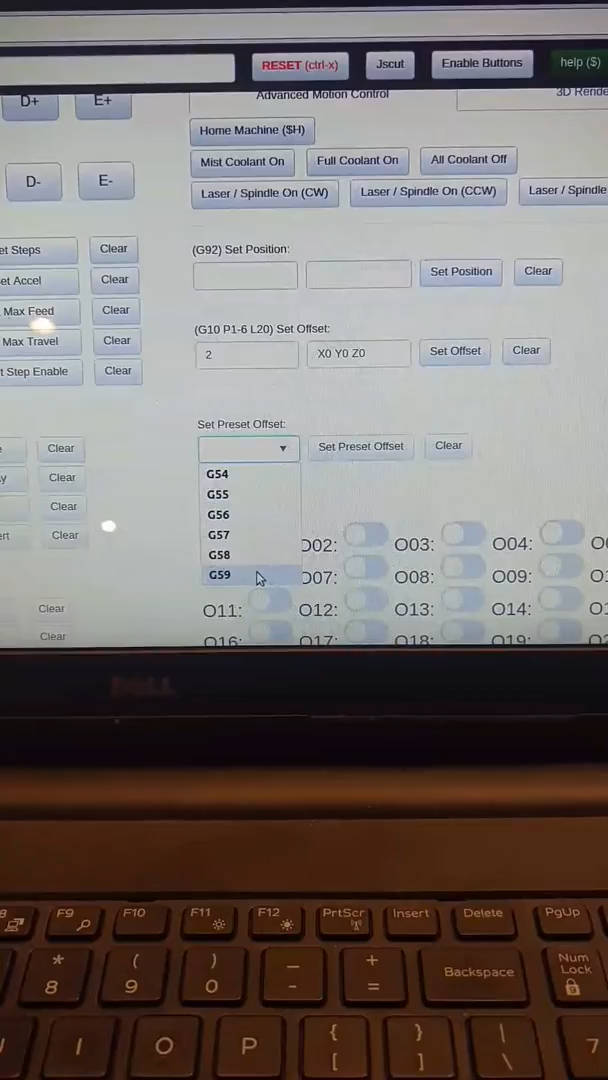 RESET (ctrl-x) Jscut Enable Buttons help ($)
D+ E+ Advanced Motion Control
Home Machine ($H)
Mist Coolant On Full Coolant On All Coolant Off
D- E-
Laser / Spindle On (CW) Laser / Spindle On (CCW) Laser / Spindle
et Steps Clear (G92) Set Position:
et Accel Clear Set Position Clear
Max Feed Clear
(G10 P1-6 L20) Set Offset:
Max Travel Clear 2 X0 Y0 Z0 Set Offset Clear
t Step Enable Clear
Set Preset Offset:
Clear Set Preset Offset Clear
Clear G54
G55
Clear G56
Clear G57
G58 O02: O03: O04:
G59 O07: O08: O09:
Clear O11: O12: O13: O14:
Clear O16: O17: O18: O19:
DELL
F9 F10 F11 F12 PrtScr Insert Delete PgUp
* ( ) — +
8 9 0 - = Backspace Num Lock
I O P { [ } ] | \ 7